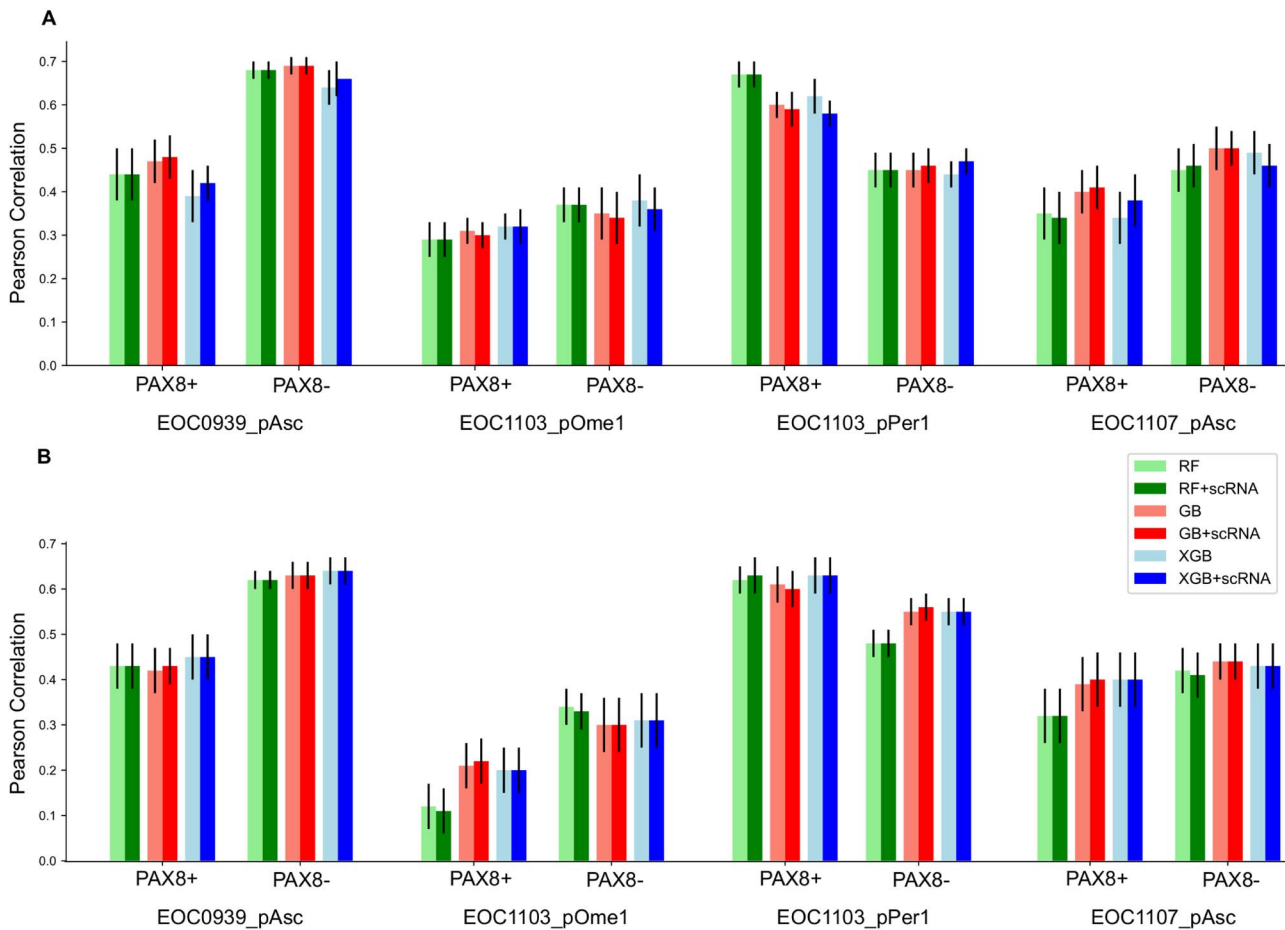 A
Pearson Correlation
0.7
0.6
0.5
0.4
0.3
0.2
0.1
0.0
PAX8+ PAX8- PAX8+ PAX8- PAX8+ PAX8- PAX8+ PAX8-
EOC0939_pAsc EOC1103_pOme1 EOC1103_pPer1 EOC1107_pAsc
B
RF
RF+scRNA
GB
GB+scRNA
XGB
XGB+scRNA
Pearson Correlation
0.7
0.6
0.5
0.4
0.3
0.2
0.1
0.0
PAX8+ PAX8- PAX8+ PAX8- PAX8+ PAX8- PAX8+ PAX8-
EOC0939_pAsc EOC1103_pOme1 EOC1103_pPer1 EOC1107_pAsc